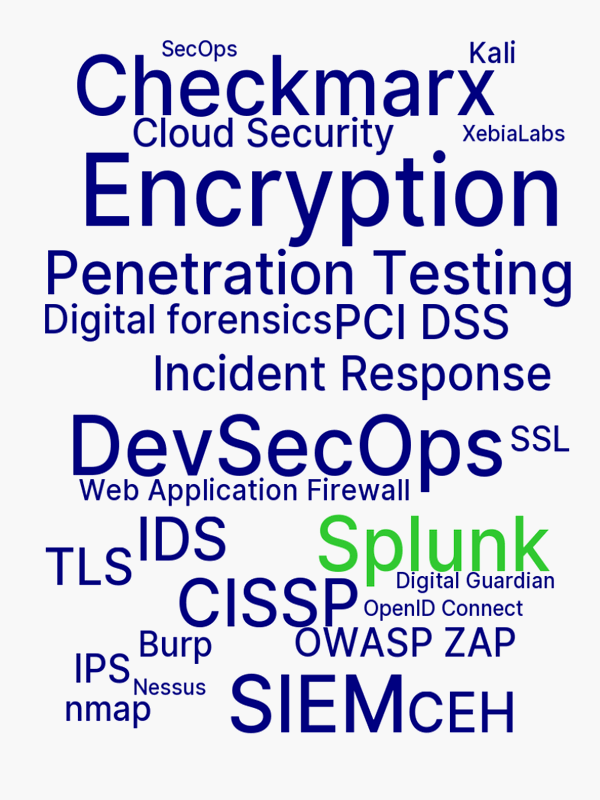 SecOps
Kali
Checkmarx
Cloud Security
XebiaLabs
Encryption
Penetration Testing
Digital forensics
PCI DSS
Incident Response
DevSecOps
SSL
Web Application Firewall
IDS
Splunk
TLS
Digital Guardian
CISSP
OpenID Connect
Burp
OWASP ZAP
IPS
Nessus
nmap
SIEM
CEH